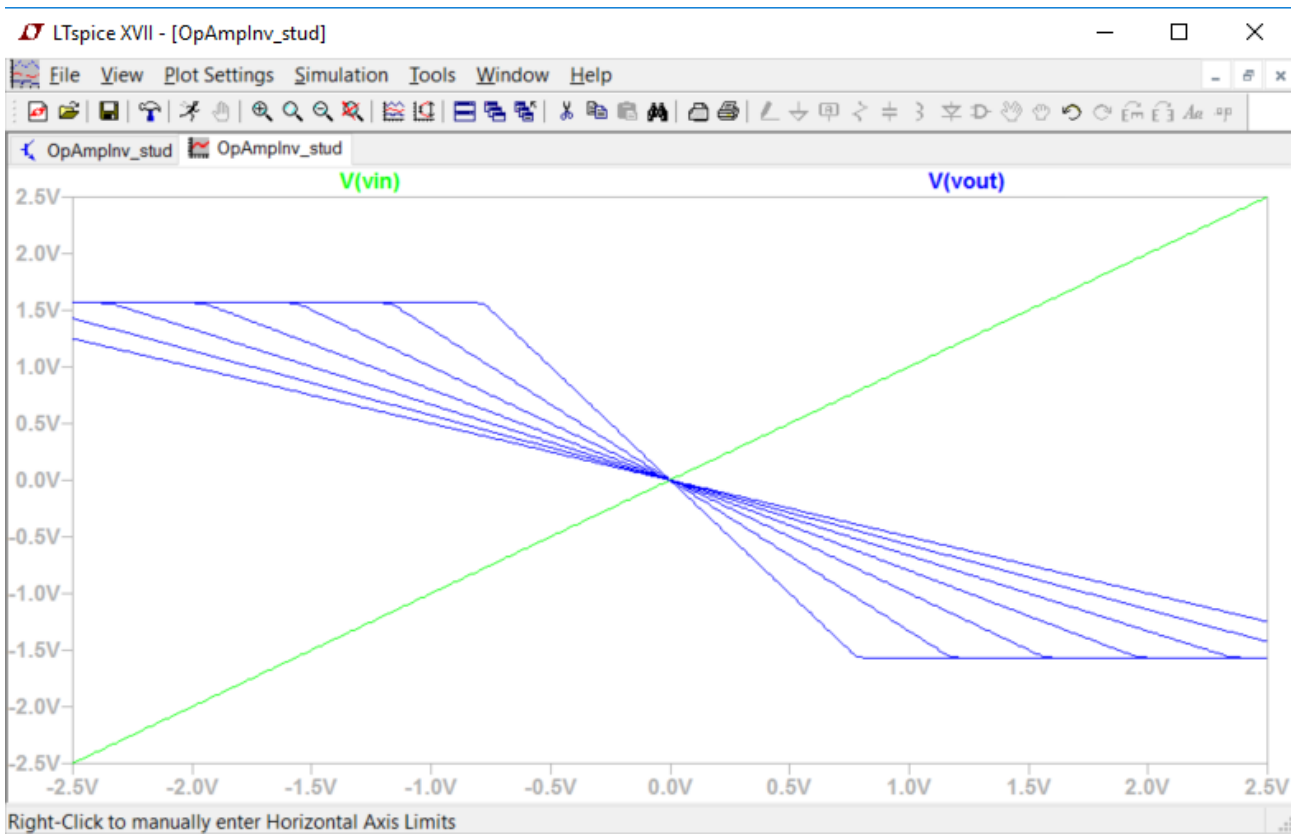 LTspice XVII - [OpAmpInv_stud]
File View Plot Settings Simulation Tools Window Help
OpAmpInv_stud OpAmpInv_stud
V(vin) V(vout)
2.5V
2.0V
1.5V
1.0V
0.5V
0.0V
-0.5V
-1.0V
-1.5V
-2.0V
-2.5V
-2.5V -2.0V -1.5V -1.0V -0.5V 0.0V 0.5V 1.0V 1.5V 2.0V 2.5V
Right-Click to manually enter Horizontal Axis Limits